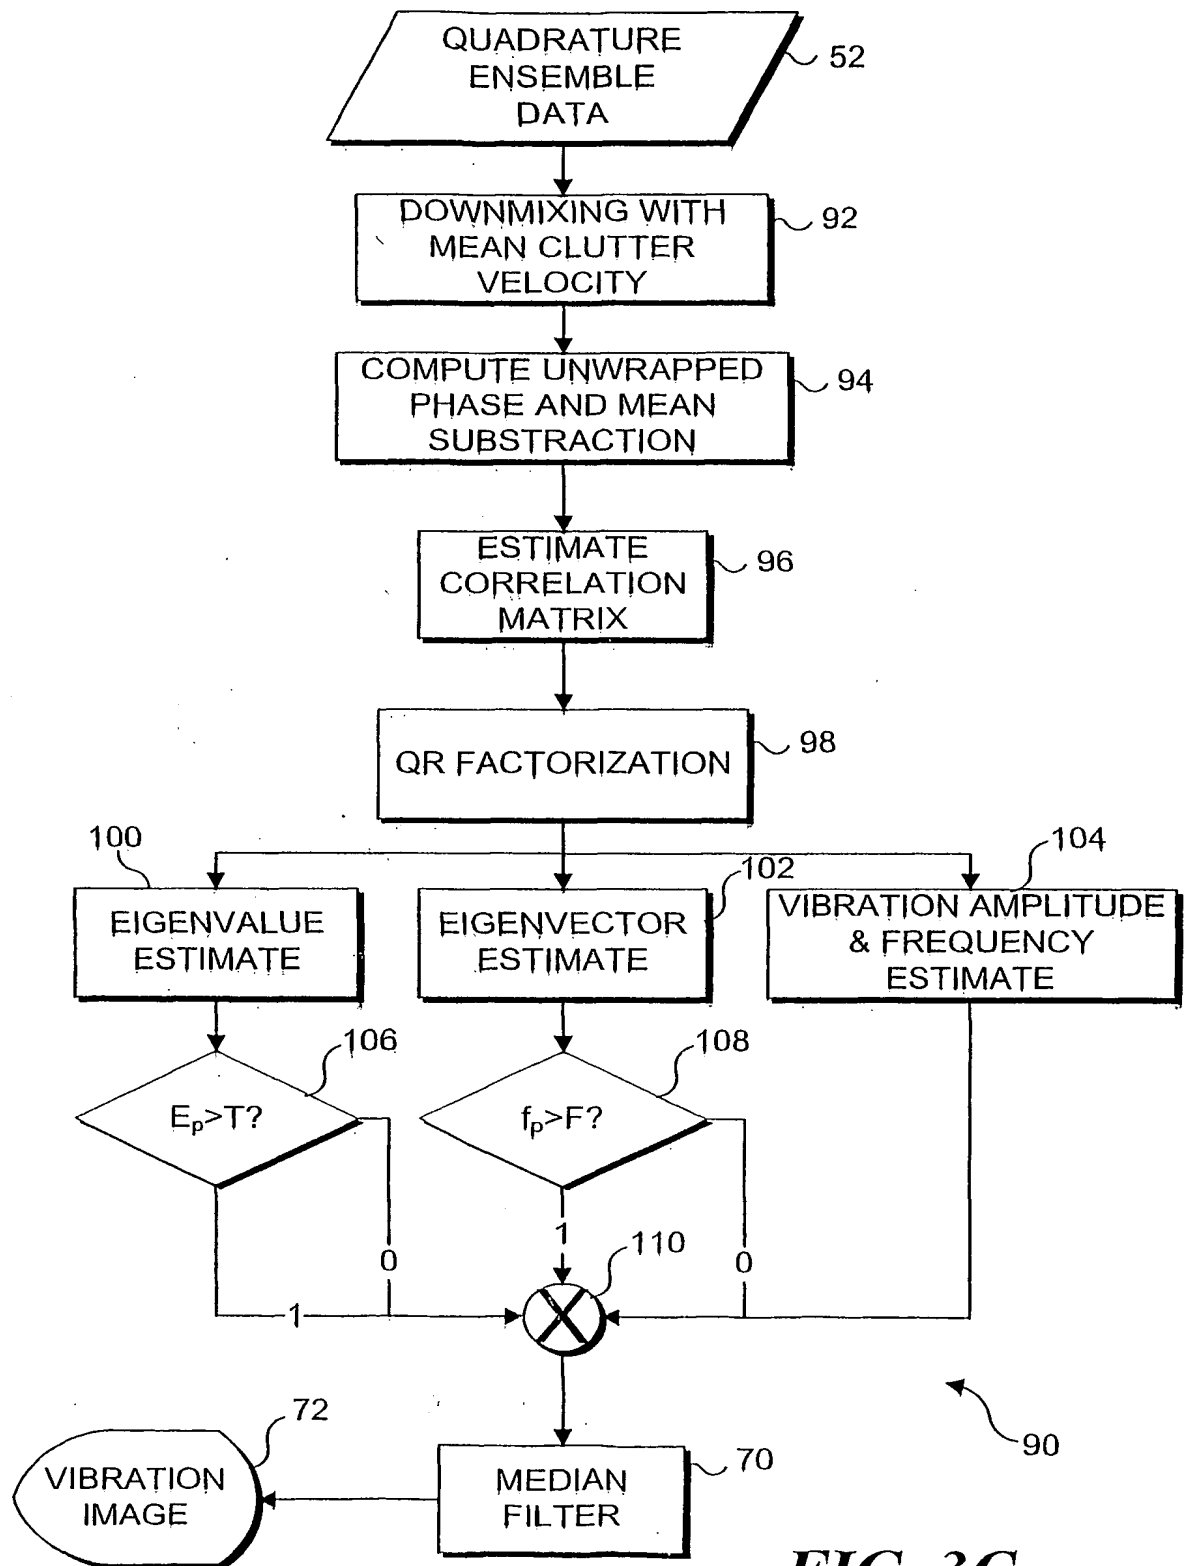 QUADRATURE
ENSEMBLE
DATA
52
DOWNMIXING WITH
MEAN CLUTTER
VELOCITY
92
COMPUTE UNWRAPPED
PHASE AND MEAN
SUBSTRACTION
94
ESTIMATE
CORRELATION
MATRIX
96
QR FACTORIZATION
98
100
EIGENVALUE
ESTIMATE
102
EIGENVECTOR
ESTIMATE
104
VIBRATION AMPLITUDE
& FREQUENCY
ESTIMATE
106
Ep>T?
108
fp>F?
1
0
0
1
110
72
VIBRATION
IMAGE
MEDIAN
FILTER
70
90
FIG. 3C